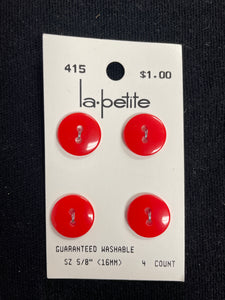 415 $1.00
la·petite
GUARANTEED WASHABLE
SZ 5/8" (16MM) 4 COUNT